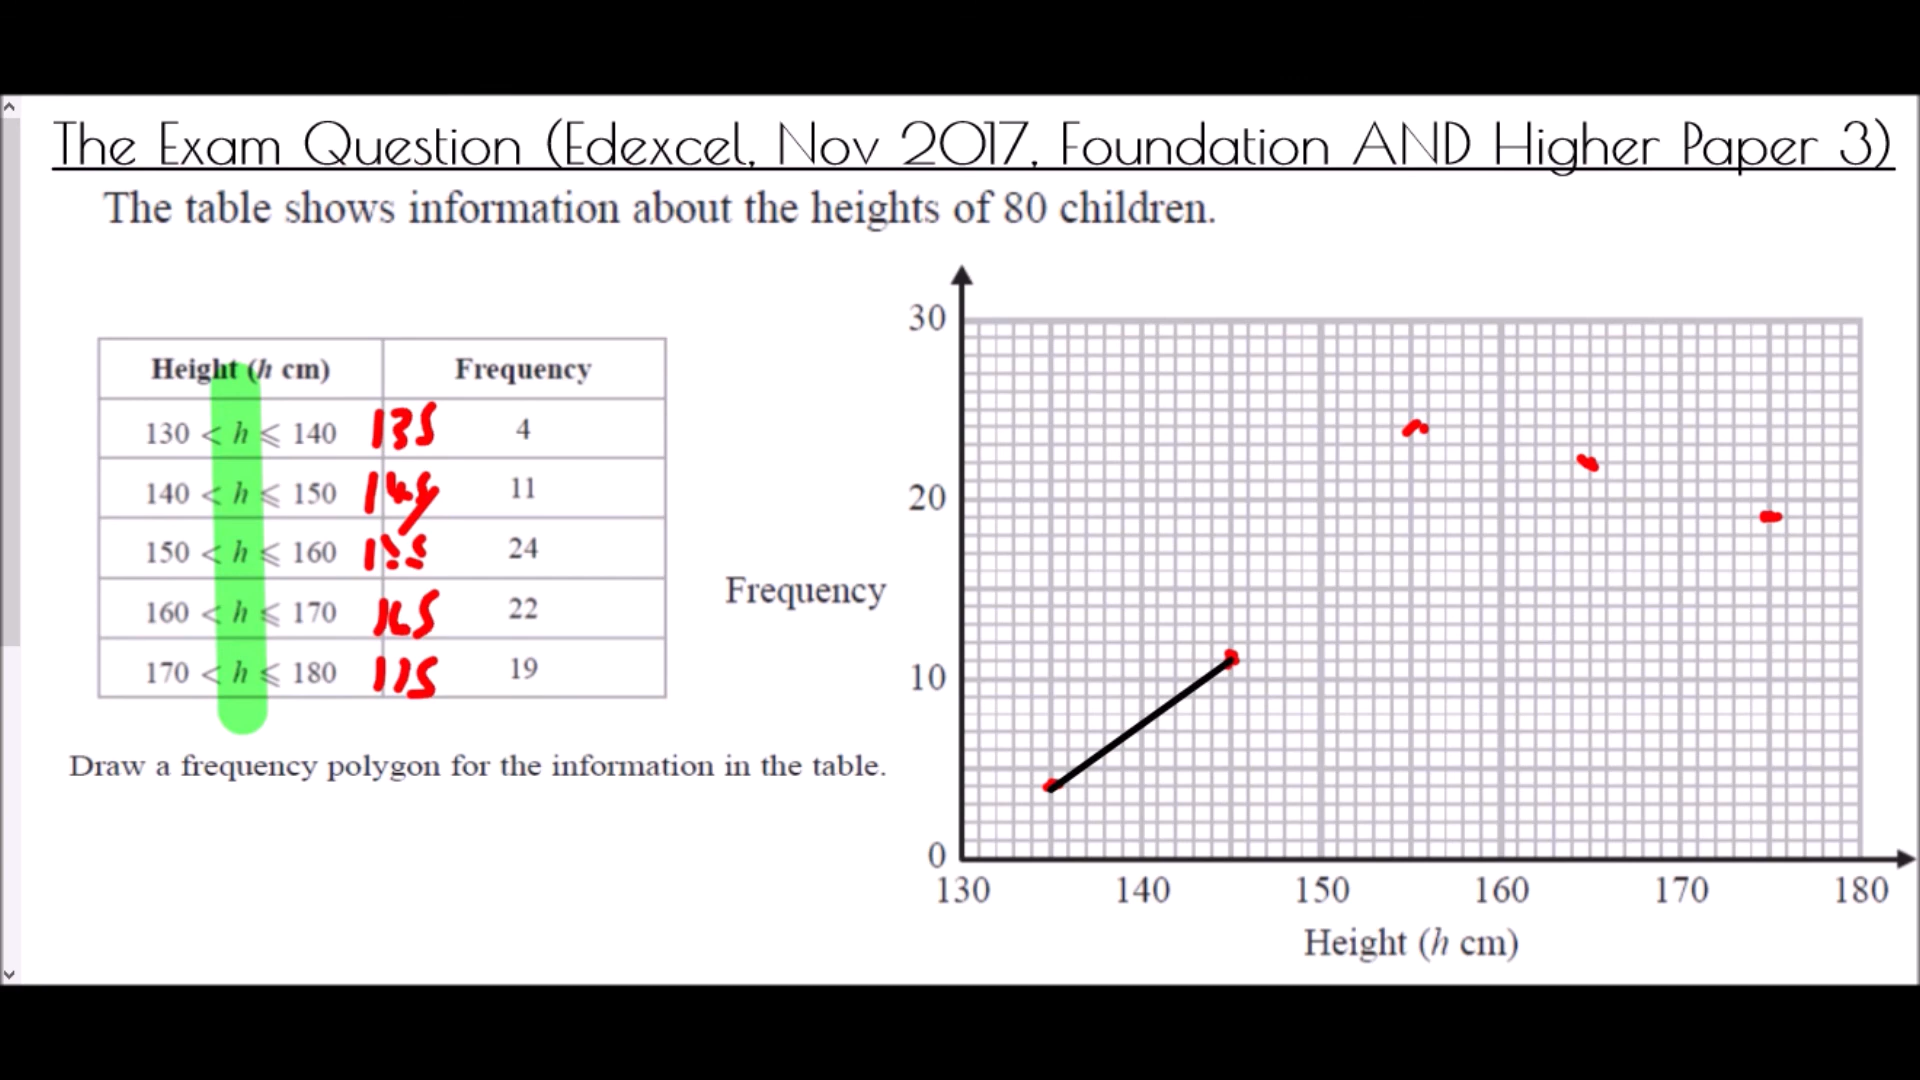 The Exam Question (Edexcel, Nov 2017, Foundation AND Higher Paper 3)
The table shows information about the heights of 80 children.
Height (h cm) Frequency
130 < h ⩽ 140 135 4
140 < h ⩽ 150 145 11
150 < h ⩽ 160 155 24
160 < h ⩽ 170 165 22
170 < h ⩽ 180 175 19
Draw a frequency polygon for the information in the table.
30
20
Frequency
10
0
130 140 150 160 170 180
Height (h cm)